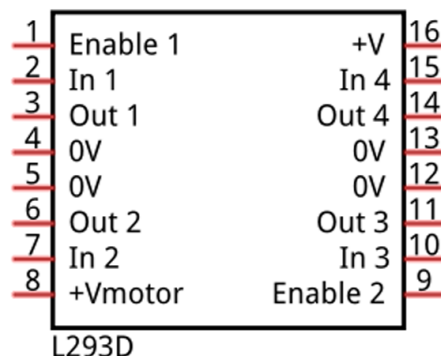 1 Enable 1 +V 16
2 In 1 In 4 15
3 Out 1 Out 4 14
4 0V 0V 13
5 0V 0V 12
6 Out 2 Out 3 11
7 In 2 In 3 10
8 +Vmotor Enable 2 9
L293D